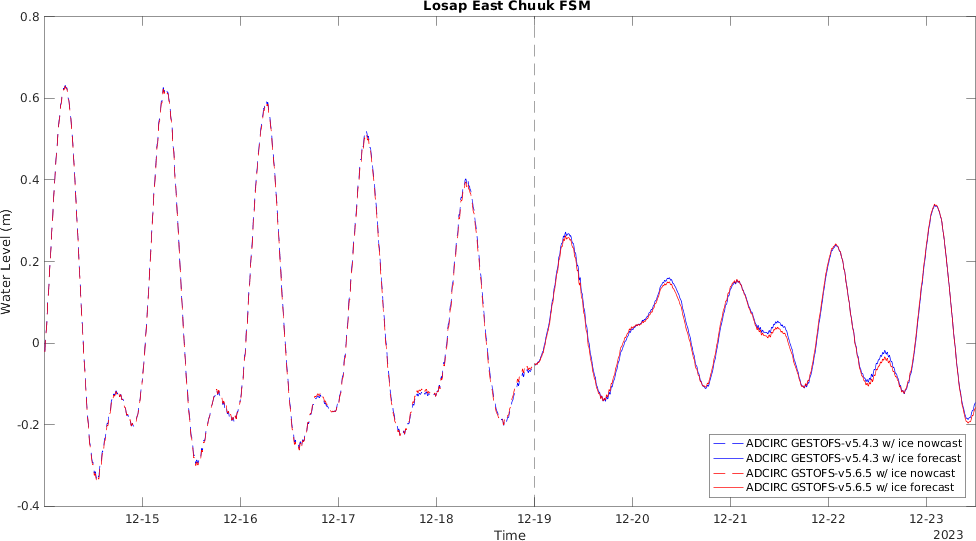 Losap East Chuuk FSM
0.8
0.6
0.4
0.2
0
-0.2
-0.4
Water Level (m)
12-15
12-16
12-17
12-18
12-19
12-20
12-21
12-22
12-23
Time
2023
ADCIRC GESTOFS-v5.4.3 w/ ice nowcast
ADCIRC GESTOFS-v5.4.3 w/ ice forecast
ADCIRC GSTOFS-v5.6.5 w/ ice nowcast
ADCIRC GSTOFS-v5.6.5 w/ ice forecast